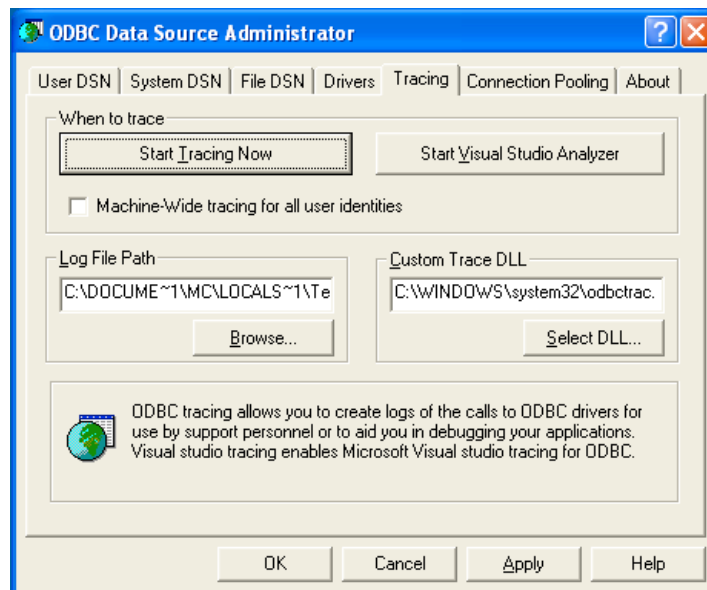 ODBC Data Source Administrator
User DSN System DSN File DSN Drivers Tracing Connection Pooling About
When to trace
Start Tracing Now Start Visual Studio Analyzer
Machine-Wide tracing for all user identities
Log File Path Custom Trace DLL
C:\DOCUME~1\MC\LOCALS~1\Te C:\WINDOWS\system32\odbctrac.
Browse... Select DLL...
ODBC tracing allows you to create logs of the calls to ODBC drivers for
use by support personnel or to aid you in debugging your applications.
Visual studio tracing enables Microsoft Visual studio tracing for ODBC.
OK Cancel Apply Help